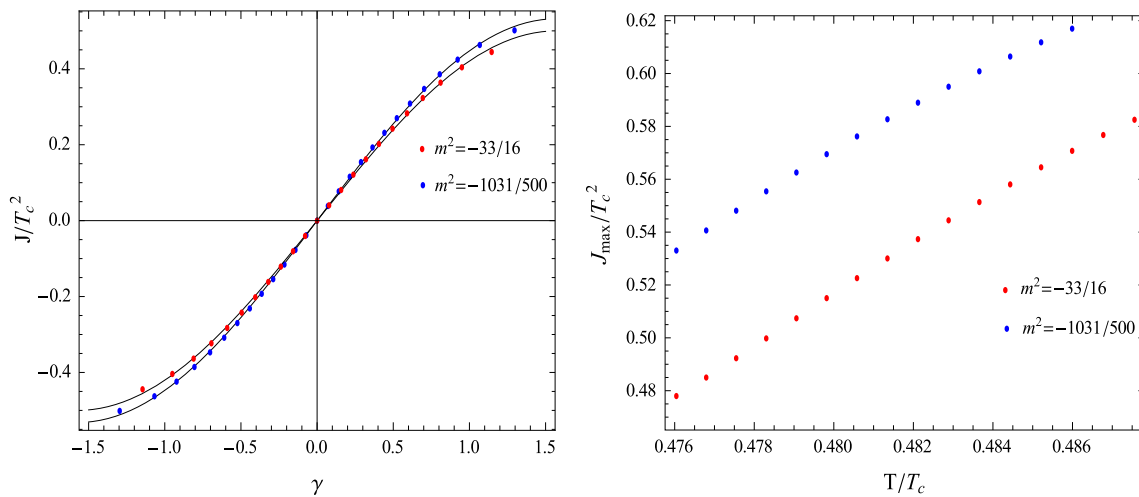 0.4
0.2
0.0
-0.2
-0.4
J/T_c^2
m^2=-33/16
m^2=-1031/500
-1.5 -1.0 -0.5 0.0 0.5 1.0 1.5
γ
0.62
0.60
0.58
0.56
0.54
0.52
0.50
0.48
J_max/T_c^2
m^2=-33/16
m^2=-1031/500
0.476 0.478 0.480 0.482 0.484 0.486
T/T_c